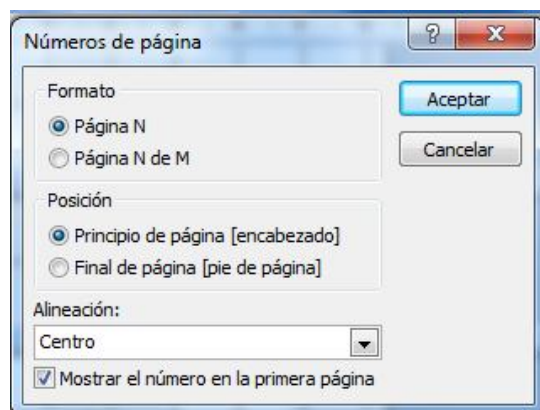 Números de página
Formato
Página N
Página N de M
Aceptar
Cancelar
Posición
Principio de página [encabezado]
Final de página [pie de página]
Alineación:
Centro
Mostrar el número en la primera página